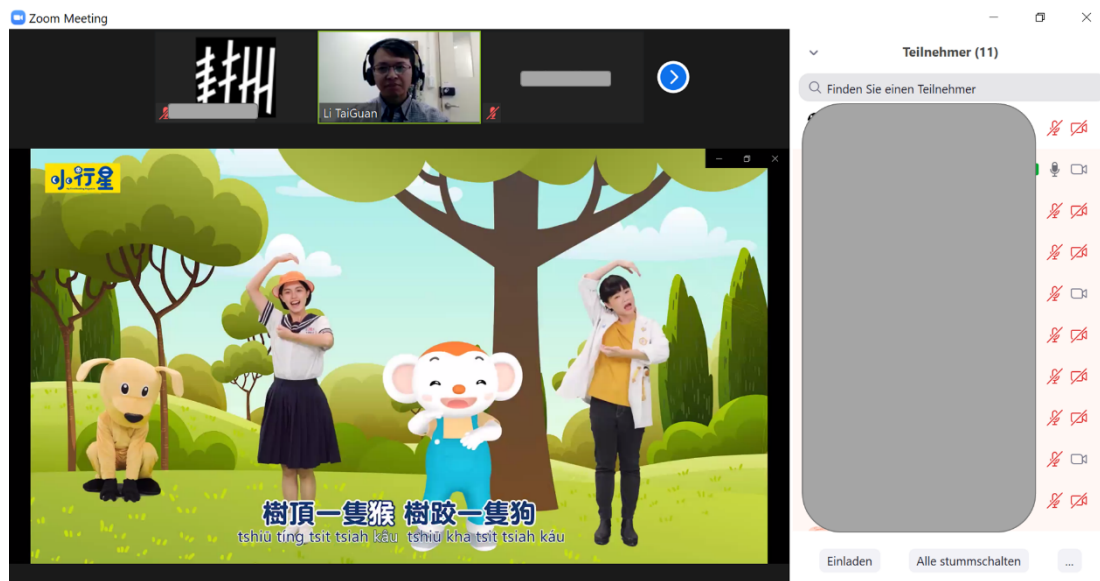 Zoom Meeting
Li TaiGuan
小行星
樹頂一隻猴 樹跤一隻狗
tshiū tíng tsi̍t tsiah kâu tshiū kha tsi̍t tsiah káu
Teilnehmer (11)
Finden Sie einen Teilnehmer
Einladen
Alle stummschalten
...